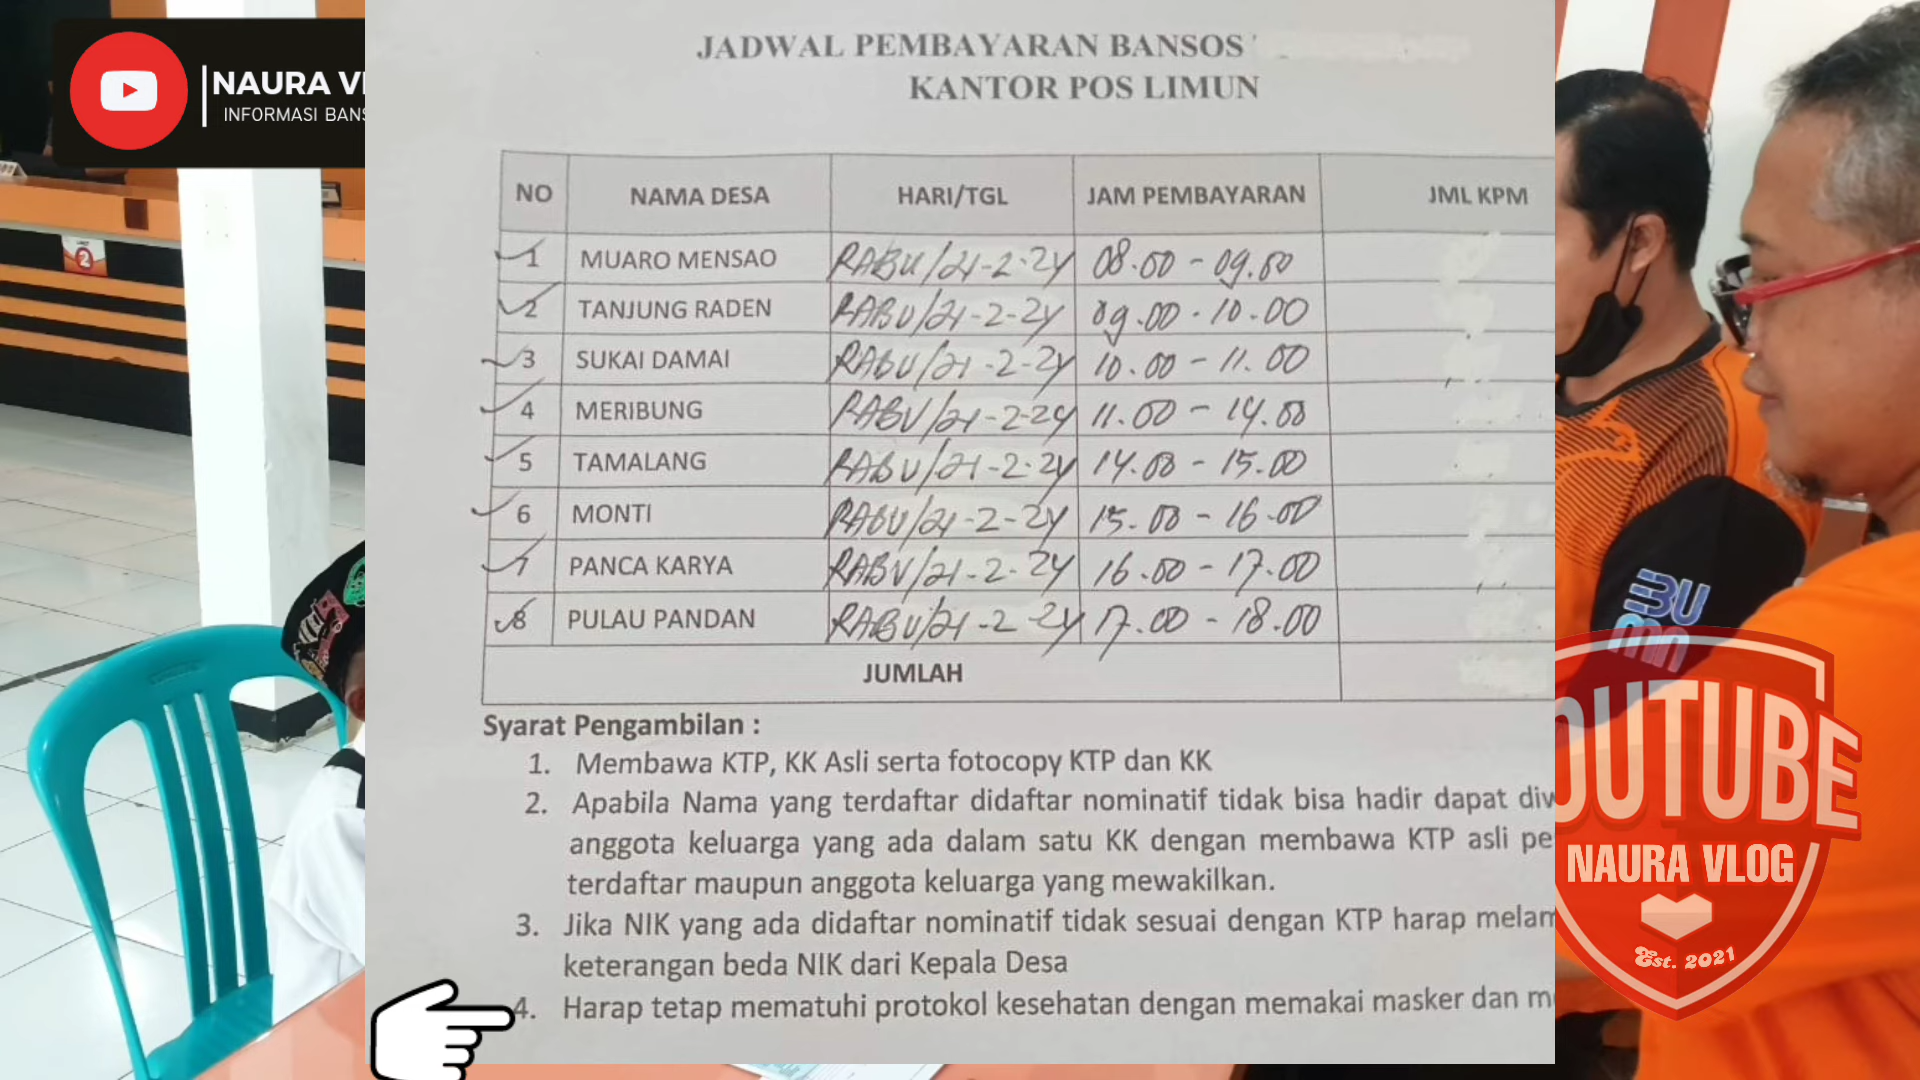 NAURA
INFORMASI
JADWAL PEMBAYARAN BANSOS
KANTOR POS LIMUN
NO NAMA DESA HARI/TGL JAM PEMBAYARAN JML KPM
1 MUARO MENSAO RABU/21-2-24 08.00 - 09.00
2 TANJUNG RADEN RABU/21-2-24 09.00 - 10.00
3 SUKAI DAMAI RABU/21-2-24 10.00 - 11.00
4 MERIBUNG RABU/21-2-24 11.00 - 14.00
5 TAMALANG RABU/21-2-24 14.00 - 15.00
6 MONTI RABU/21-2-24 15.00 - 16.00
7 PANCA KARYA RABU/21-2-24 16.00 - 17.00
8 PULAU PANDAN RABU/21-2-24 17.00 - 18.00
JUMLAH
Syarat Pengambilan :
1. Membawa KTP, KK Asli serta fotocopy KTP dan KK
2. Apabila Nama yang terdaftar didaftar nominatif tidak bisa hadir dapat
anggota keluarga yang ada dalam satu KK dengan membawa KTP asli
terdaftar maupun anggota keluarga yang mewakilkan.
3. Jika NIK yang ada didaftar nominatif tidak sesuai dengan KTP harap
keterangan beda NIK dari Kepala Desa
4. Harap tetap mematuhi protokol kesehatan dengan memakai masker dan
2
BUMN
OUTUBE
NAURA VLOG
Est. 2021